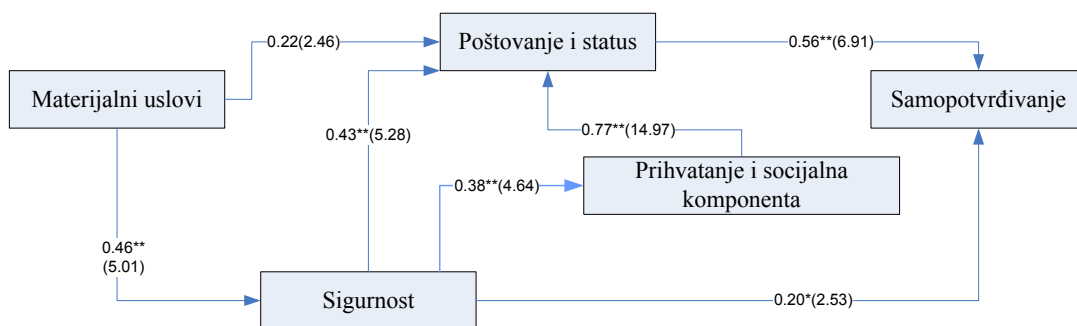 0.22(2.46)
Poštovanje i status
0.56**(6.91)
Materijalni uslovi
Samopotvrđivanje
0.43**(5.28)
0.77**(14.97)
Prihvatanje i socijalna
komponenta
0.38**(4.64)
0.46**
(5.01)
Sigurnost
0.20*(2.53)